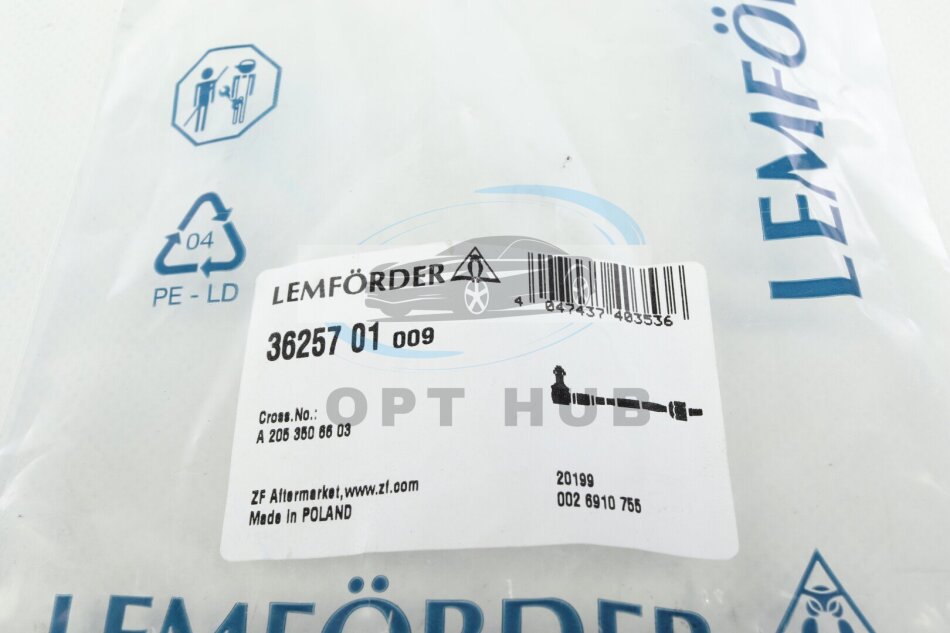 LEMFÖ
04
PE - LD
LEMFÖRDER
4 047437 403536
36257 01 009
OPT HUB
Cross.No.:
A 205 350 66 03
ZF Aftermarket,www.zf.com
Made in POLAND
20199
002 6910 755
LEMFÖRDER